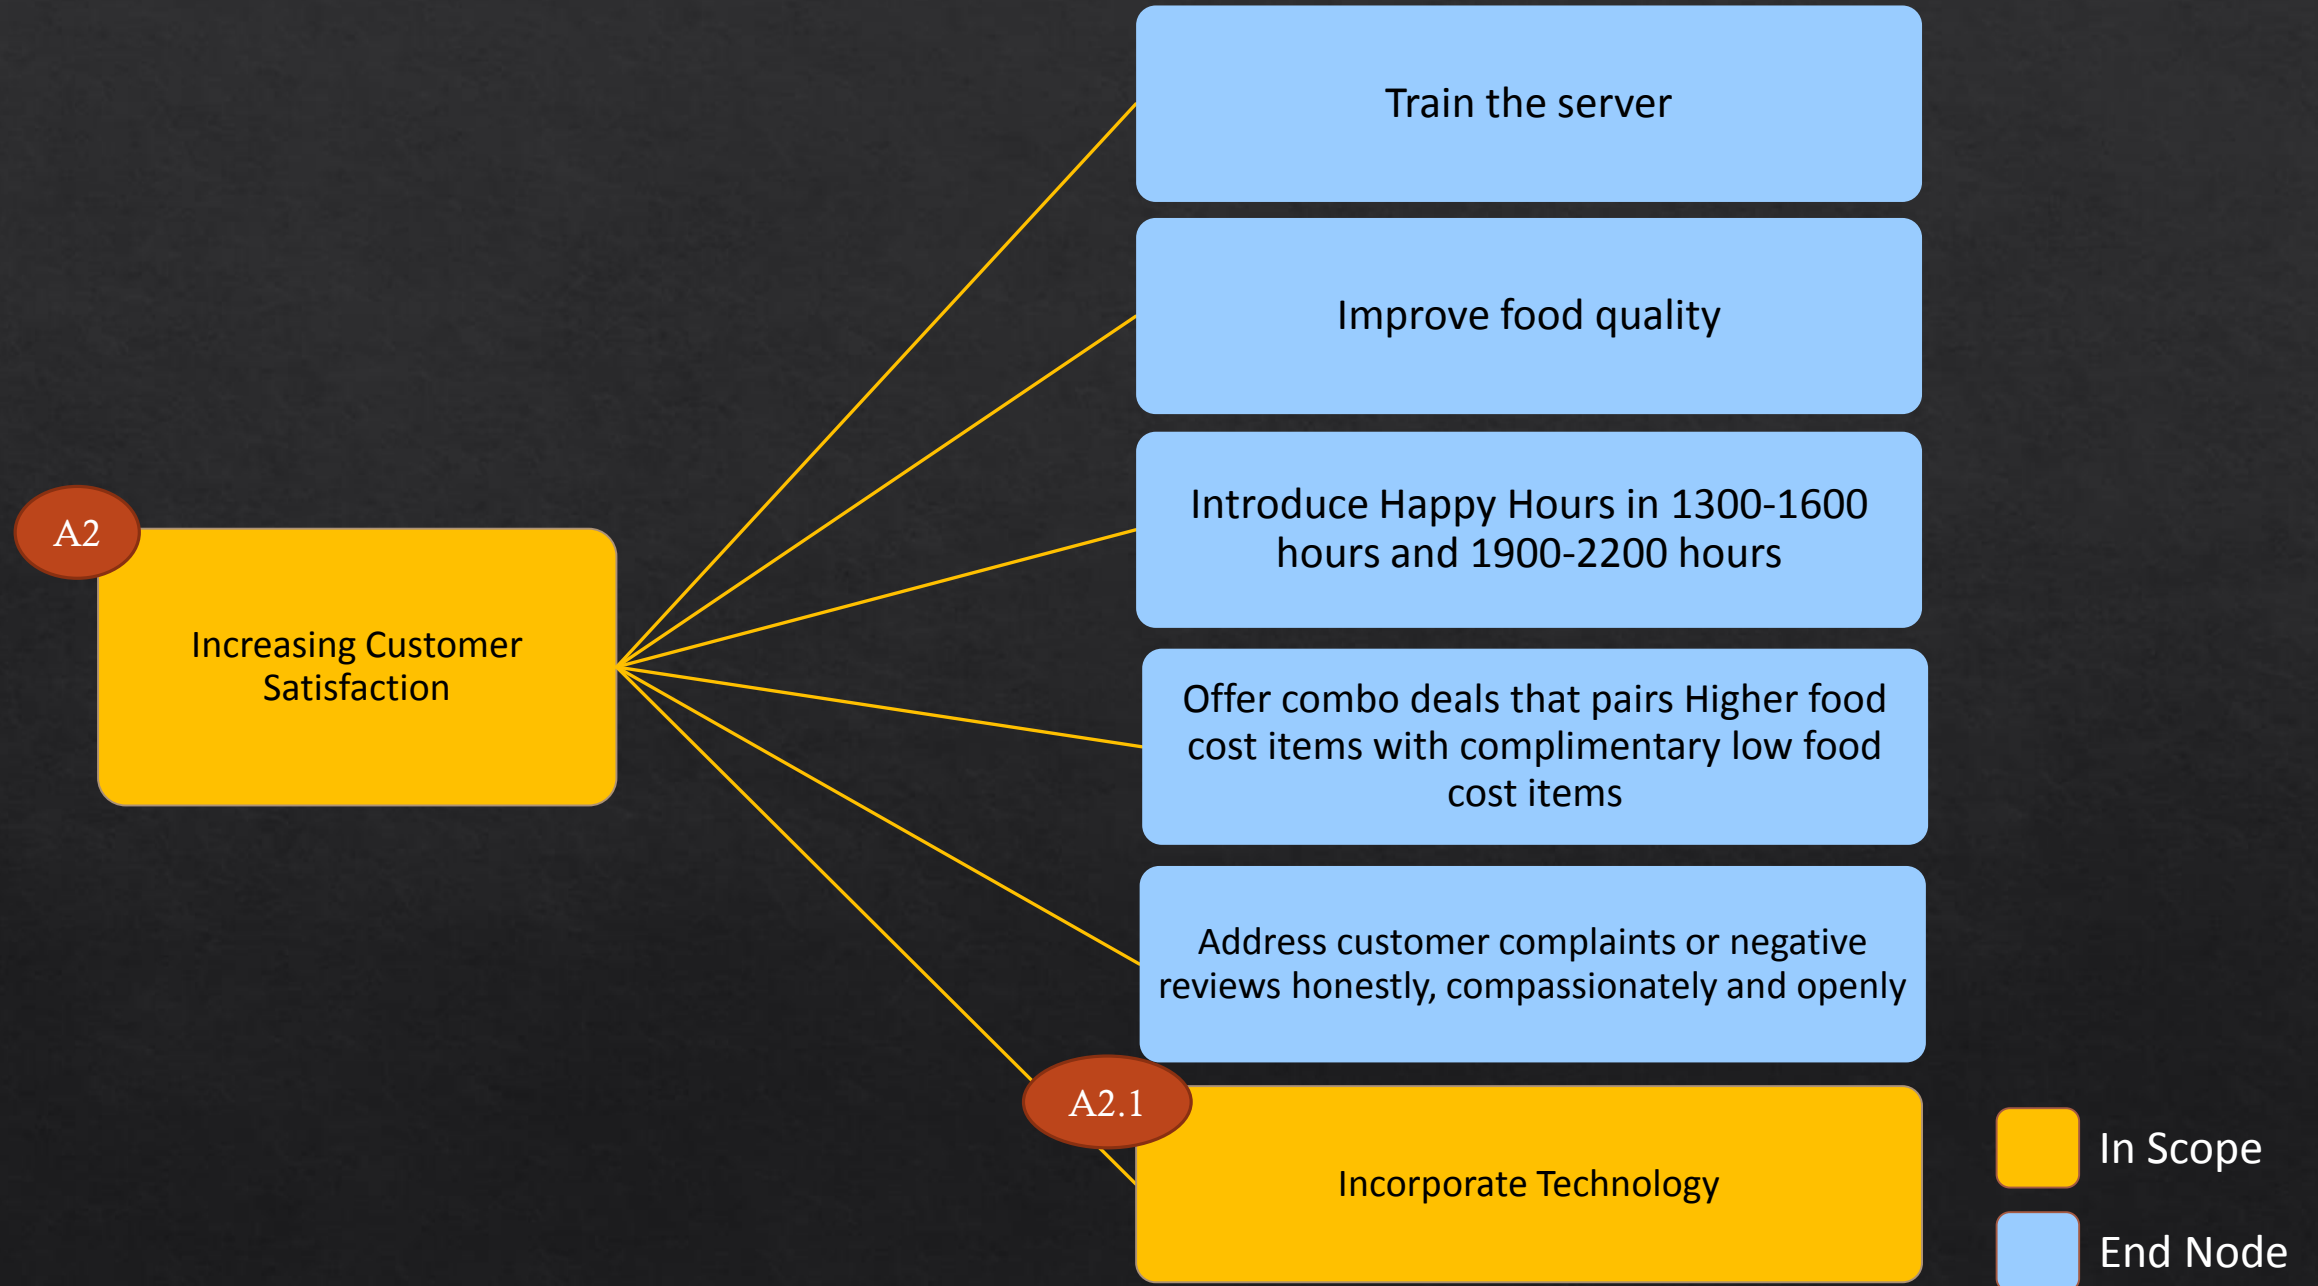 Train the server
Improve food quality
Introduce Happy Hours in 1300-1600
hours and 1900-2200 hours
A2
Increasing Customer
Satisfaction
Offer combo deals that pairs Higher food
cost items with complimentary low food
cost items
Address customer complaints or negative
reviews honestly, compassionately and openly
A2.1
Incorporate Technology
In Scope
End Node